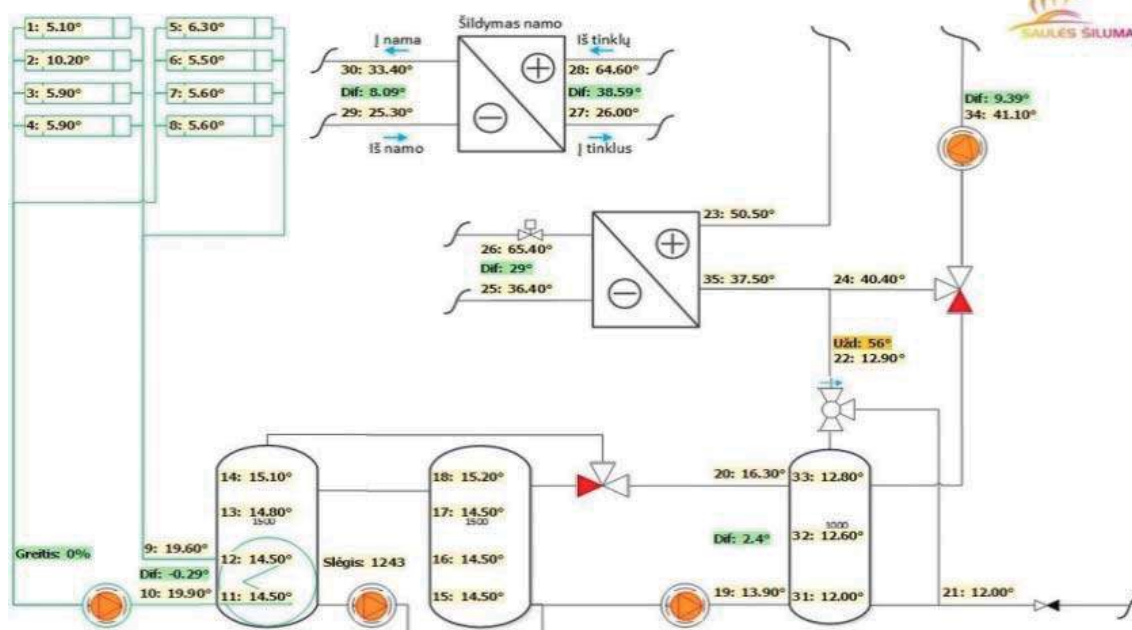 SAULĖS ŠILUMA
1: 5.10°
2: 10.20°
3: 5.90°
4: 5.90°
5: 6.30°
6: 5.50°
7: 5.60°
8: 5.60°
Šildymas namo
Į nama
Iš tinklų
30: 33.40°
28: 64.60°
Dif: 8.09°
Dif: 38.59°
29: 25.30°
27: 26.00°
Iš namo
Į tinklus
Dif: 9.39°
34: 41.10°
23: 50.50°
26: 65.40°
Dif: 29°
25: 36.40°
35: 37.50°
24: 40.40°
Užd: 56°
22: 12.90°
14: 15.10°
13: 14.80°
1500
12: 14.50°
11: 14.50°
18: 15.20°
17: 14.50°
1500
16: 14.50°
15: 14.50°
20: 16.30°
33: 12.80°
1000
Dif: 2.4°
32: 12.60°
19: 13.90°
31: 12.00°
21: 12.00°
Greitis: 0%
9: 19.60°
Dif: -0.29°
10: 19.90°
Slėgis: 1243